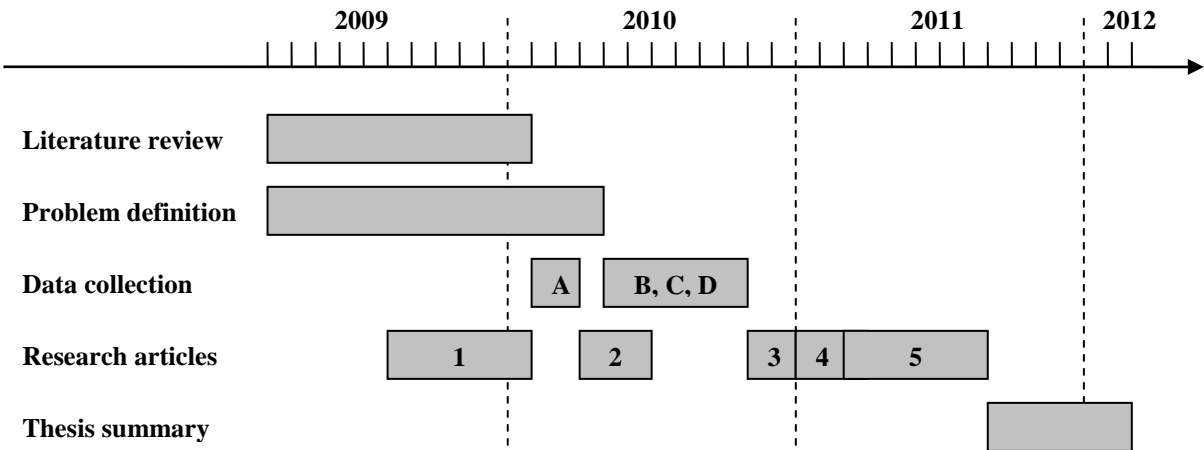 2009 2010 2011 2012
Literature review
Problem definition
Data collection A B, C, D
Research articles 1 2 3 4 5
Thesis summary